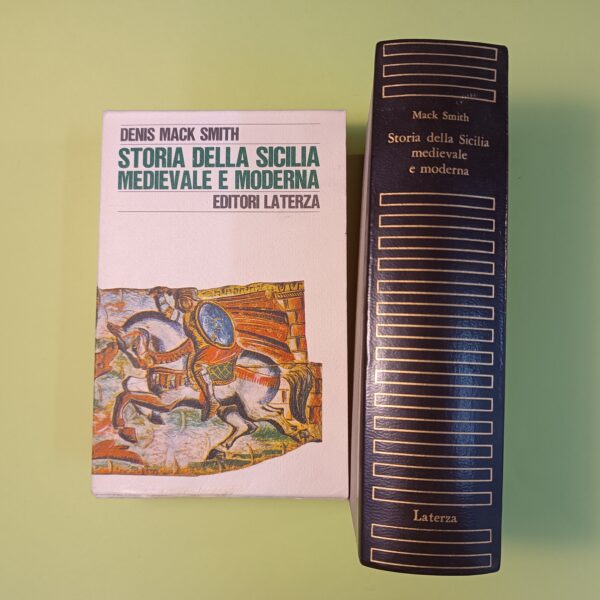 DENIS MACK SMITH
STORIA DELLA SICILIA
MEDIEVALE E MODERNA
EDITORI LATERZA
Mack Smith
Storia della Sicilia
medievale
e moderna
Laterza